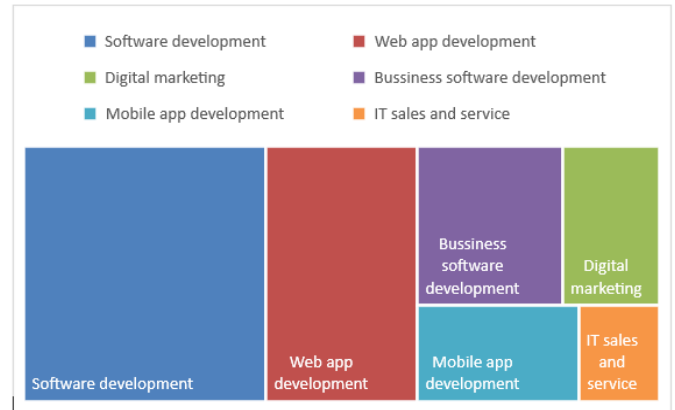 Software development
Web app development
Digital marketing
Bussiness software development
Mobile app development
IT sales and service
Software development
Web app
development
Bussiness
software
development
Digital
marketing
Mobile app
development
IT sales
and
service